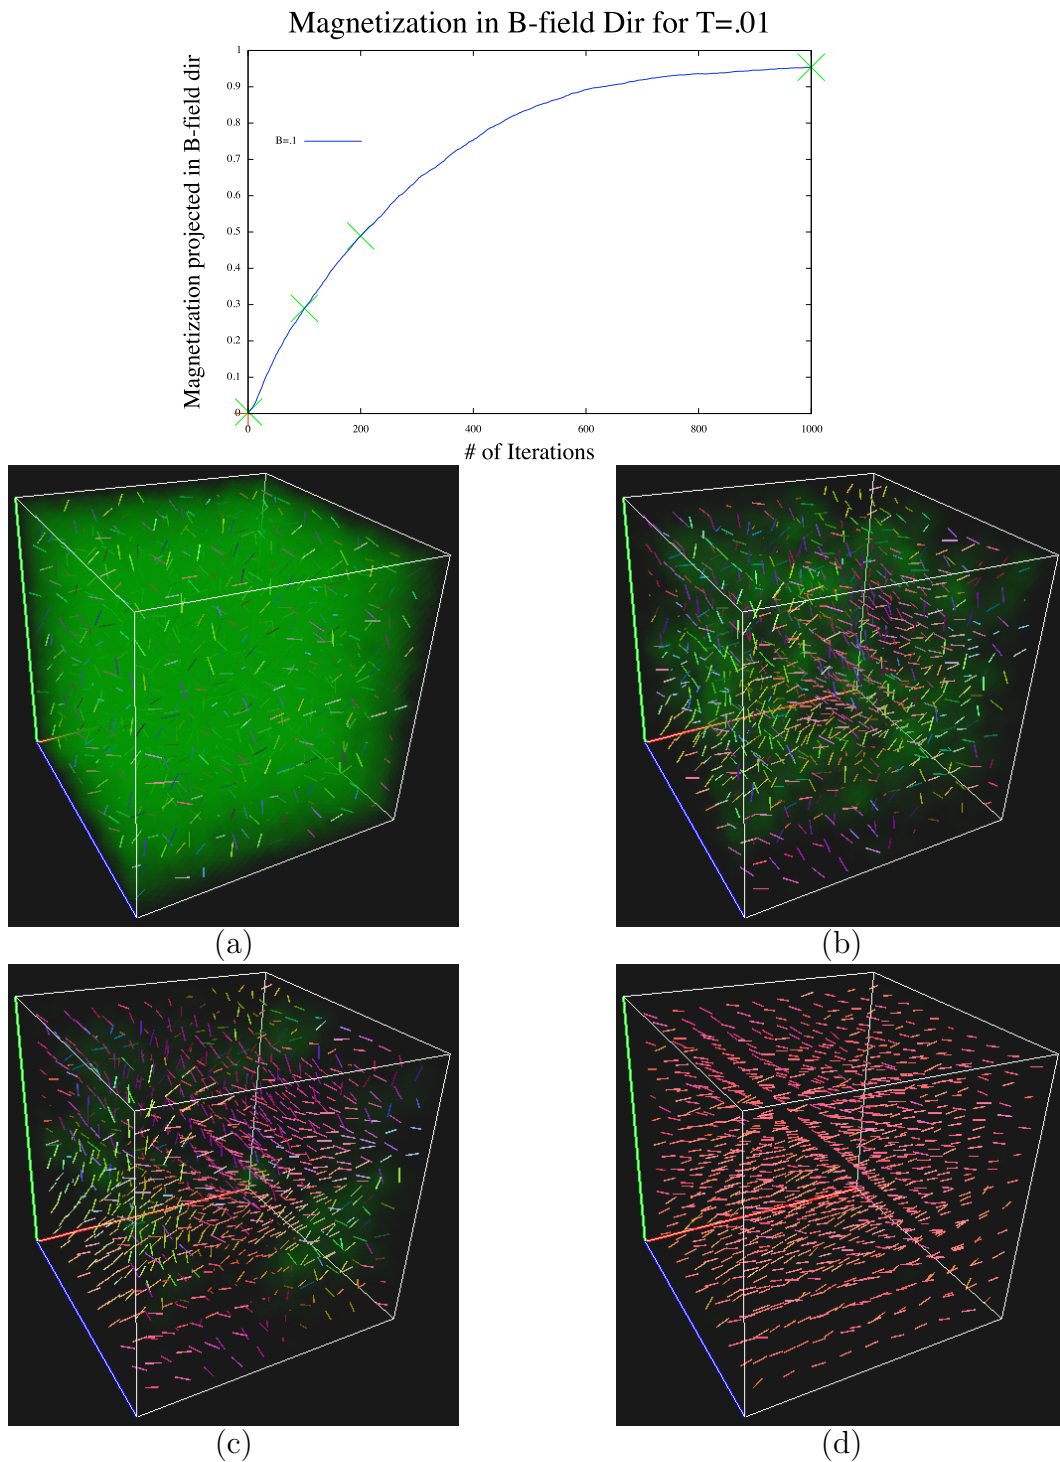 Magnetization in B-field Dir for T=.01
Magnetization projected in B-field dir
1
0.9
0.8
0.7
0.6
0.5
0.4
0.3
0.2
0.1
0
B=.1
0 200 400 600 800 1000
# of Iterations
(a) (b)
(c) (d)